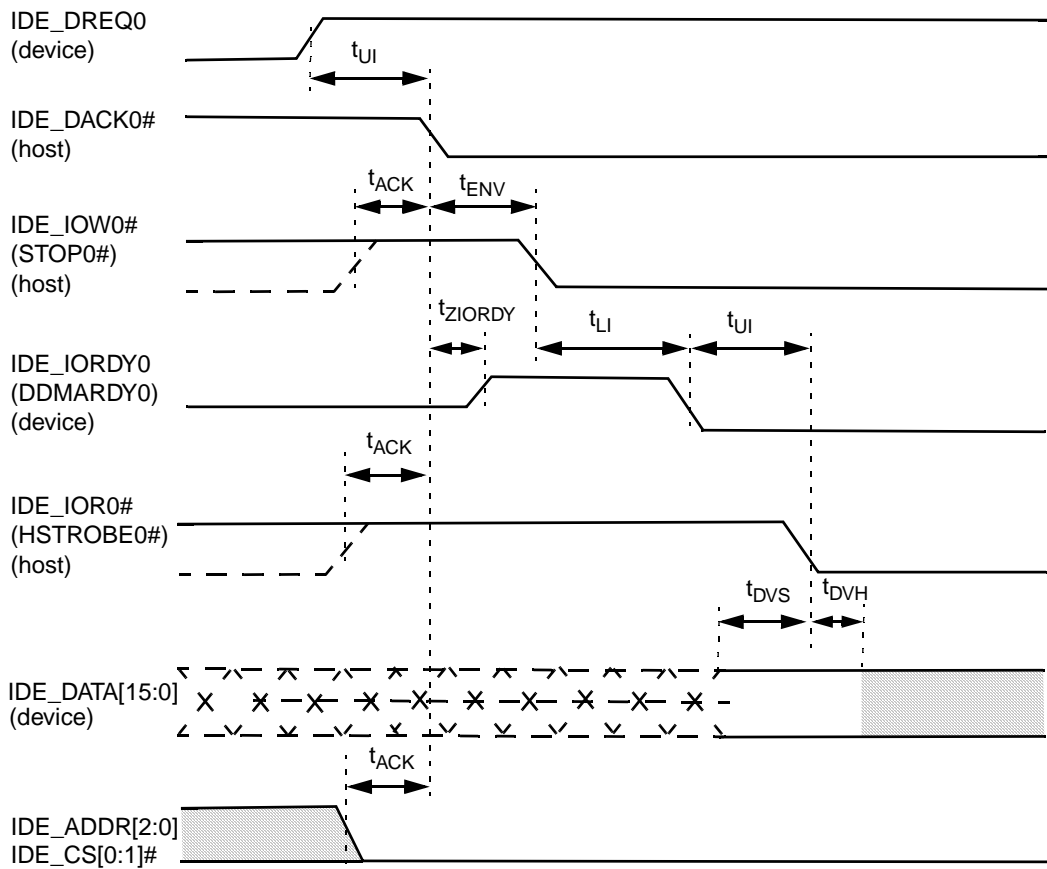 IDE_DREQ0
(device)
tUI
IDE_DACK0#
(host)
tACK
tENV
IDE_IOW0#
(STOP0#)
(host)
tZIORDY
tLI
tUI
IDE_IORDY0
(DDMARDY0)
(device)
tACK
IDE_IOR0#
(HSTROBE0#)
(host)
tDVS
tDVH
IDE_DATA[15:0]
(device)
tACK
IDE_ADDR[2:0]
IDE_CS[0:1]#